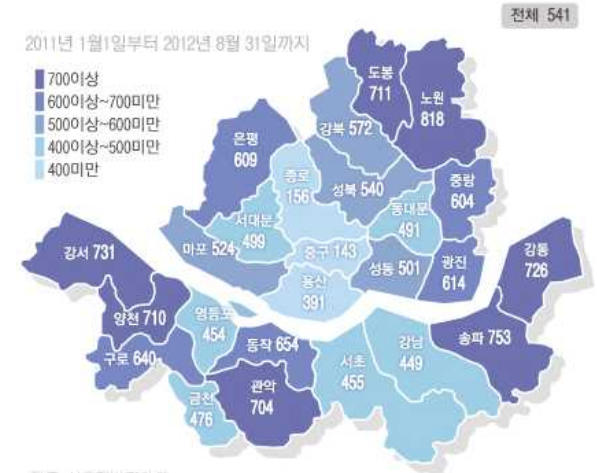 전체 541
2011년 1월1일부터 2012년 8월 31일까지
700이상
600이상~700미만
500이상~600미만
400이상~500미만
400미만
도봉
711
노원
818
강북 572
은평
609
종로
156
성북 540
중랑
604
동대문
491
서대문
499
마포 524
중구 143
성동 501
광진
614
강동
726
강서 731
용산
391
양천 710
영등포
454
동작 654
서초
455
강남
449
송파 753
구로 640
금천
476
관악
704